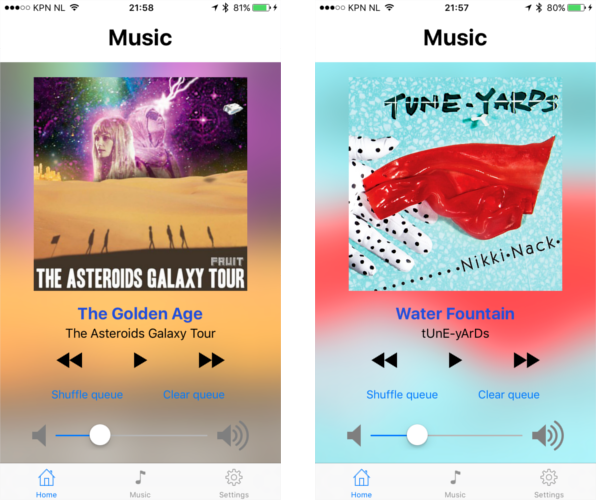 KPN NL 21:58 81%
Music
FRUIT
THE ASTEROIDS GALAXY TOUR
The Golden Age
The Asteroids Galaxy Tour
Shuffle queue Clear queue
Home Music Settings
KPN NL 21:57 80%
Music
TUNE-YARDS
Nikki·Nack·
Water Fountain
tUnE-yArDs
Shuffle queue Clear queue
Home Music Settings